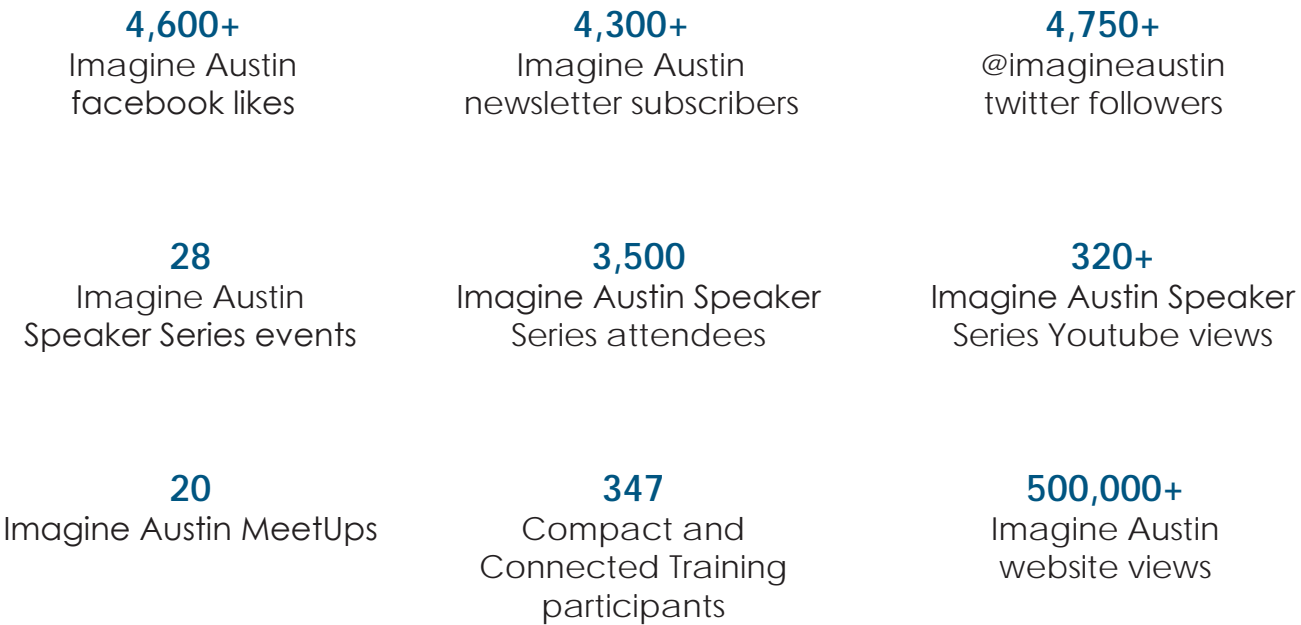 4,600+
Imagine Austin
facebook likes
4,300+
Imagine Austin
newsletter subscribers
4,750+
@imagineaustin
twitter followers
28
Imagine Austin
Speaker Series events
3,500
Imagine Austin Speaker
Series attendees
320+
Imagine Austin Speaker
Series Youtube views
20
Imagine Austin MeetUps
347
Compact and
Connected Training
participants
500,000+
Imagine Austin
website views